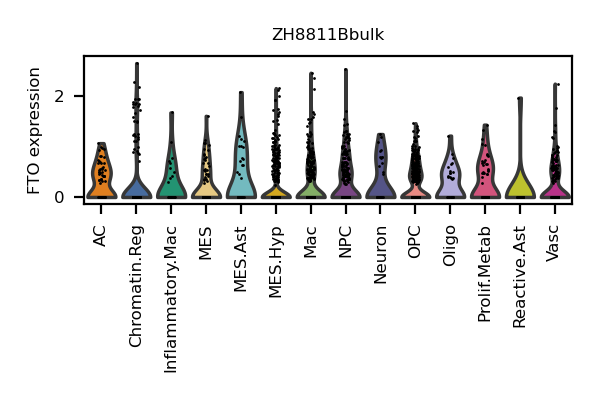 ZH8811Bbulk
FTO expression
2
0
AC
Chromatin.Reg
Inflammatory.Mac
MES
MES.Ast
MES.Hyp
Mac
NPC
Neuron
OPC
Oligo
Prolif.Metab
Reactive.Ast
Vasc